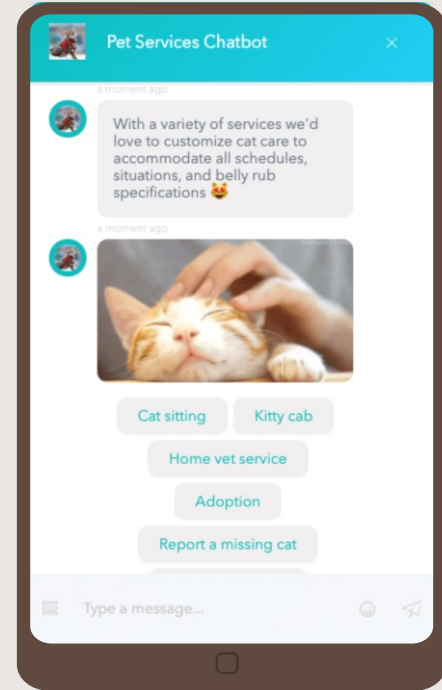 Pet Services Chatbot
×
a moment ago
With a variety of services we'd
love to customize cat care to
accommodate all schedules,
situations, and belly rub
specifications 😻
a moment ago
Cat sitting
Kitty cab
Home vet service
Adoption
Report a missing cat
Type a message...